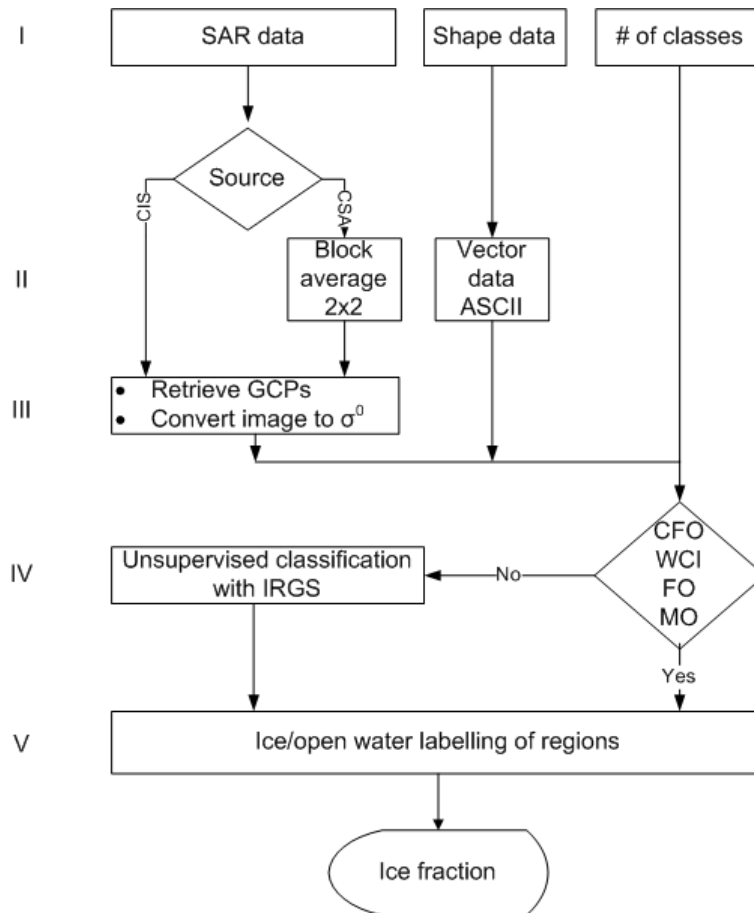 I
SAR data
Shape data
# of classes
Source
CIS
CSA
II
Block
average
2x2
Vector
data
ASCII
III
• Retrieve GCPs
• Convert image to σ⁰
IV
Unsupervised classification
with IRGS
No
CFO
WCI
FO
MO
Yes
V
Ice/open water labelling of regions
Ice fraction